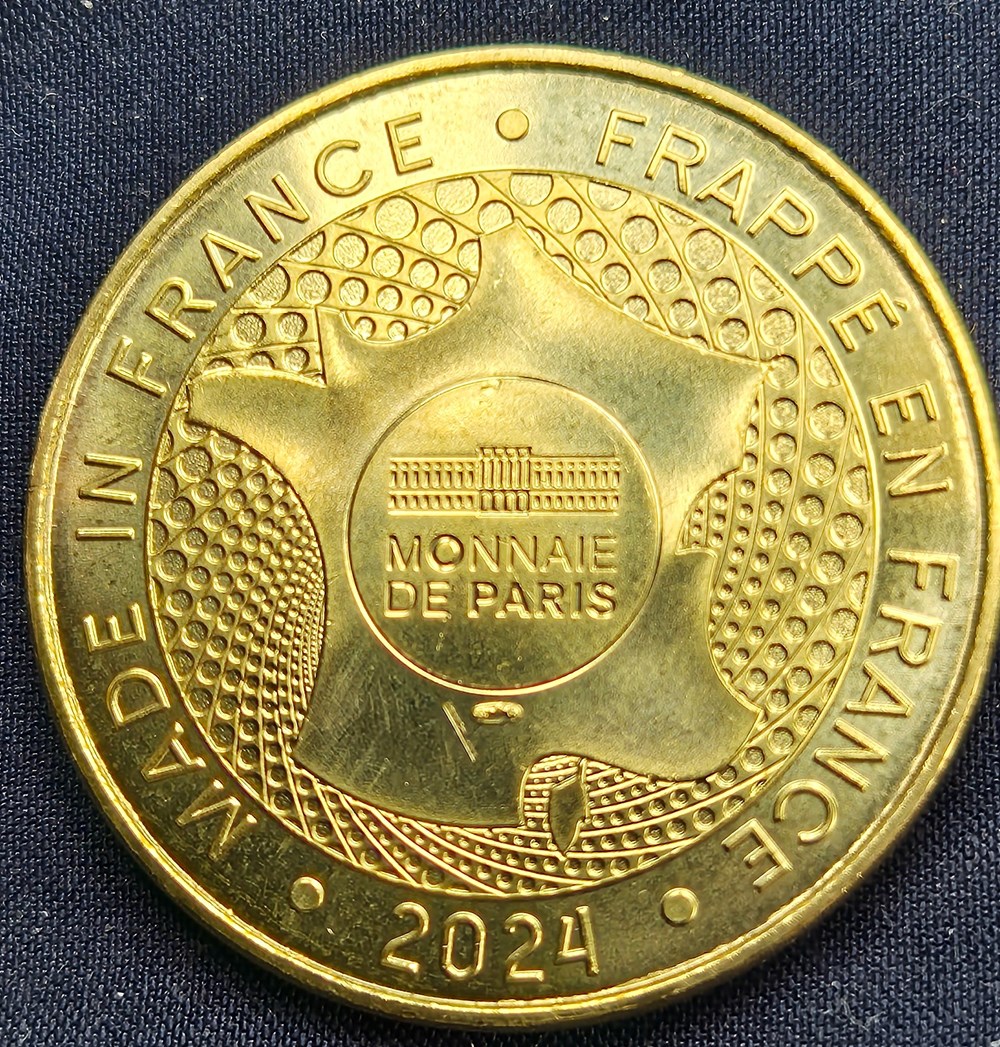 MADE IN FRANCE • FRAPPÉ EN FRANCE • 2024 •
MONNAIE
DE PARIS